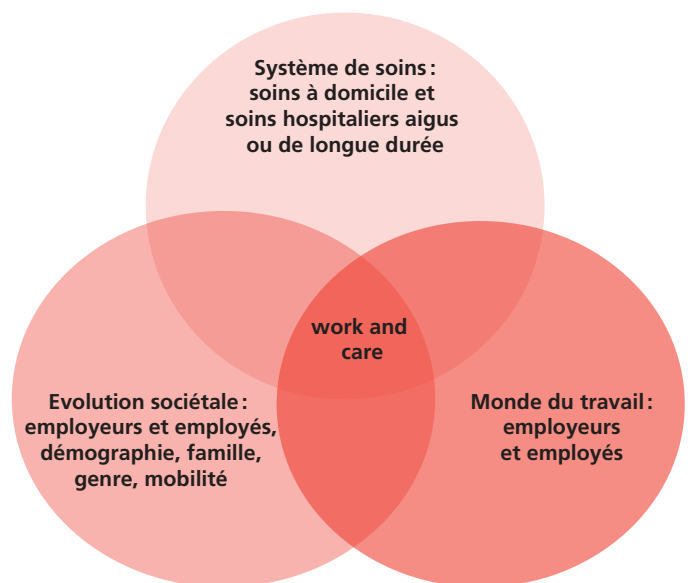 Système de soins :
soins à domicile et
soins hospitaliers aigus
ou de longue durée
work and
care
Evolution sociétale :
employeurs et employés,
démographie, famille,
genre, mobilité
Monde du travail :
employeurs
et employés